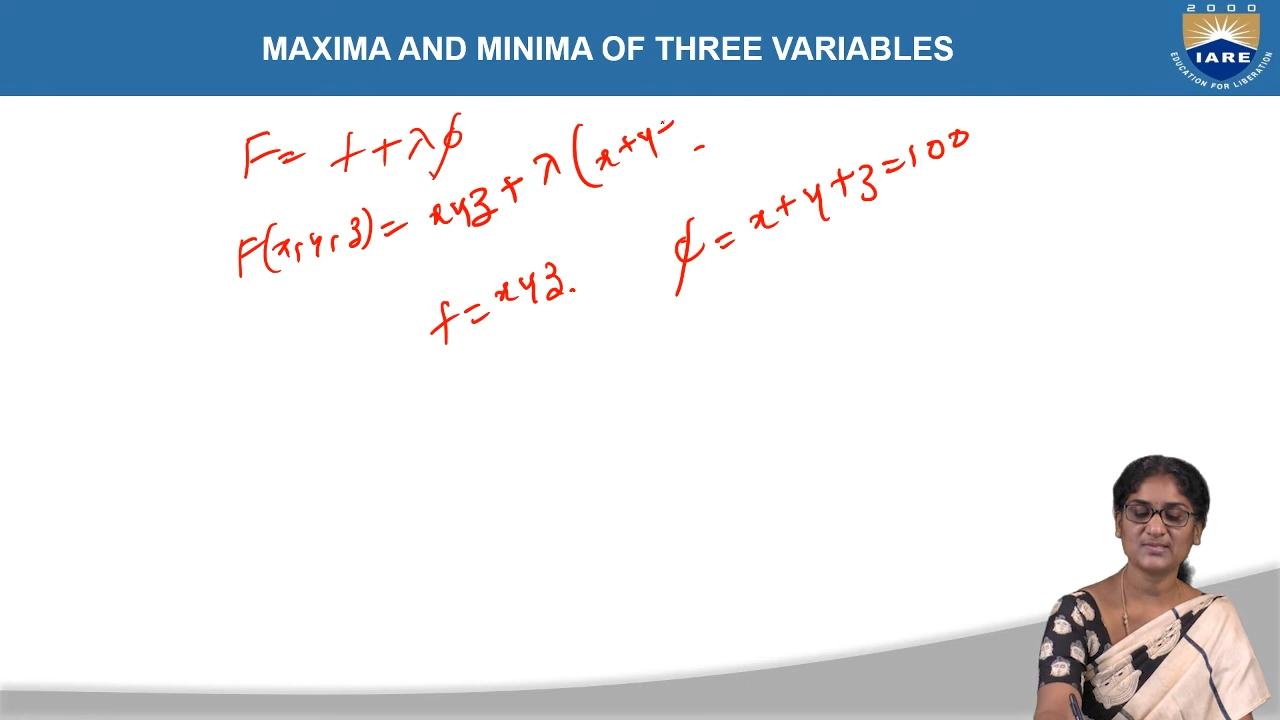 MAXIMA AND MINIMA OF THREE VARIABLES
2000
IARE
EDUCATION FOR LIBERATION
F = f + λϕ
F(x, y, z) = xyz + λ(x+y
ϕ = x+y+z=100
f = xyz.